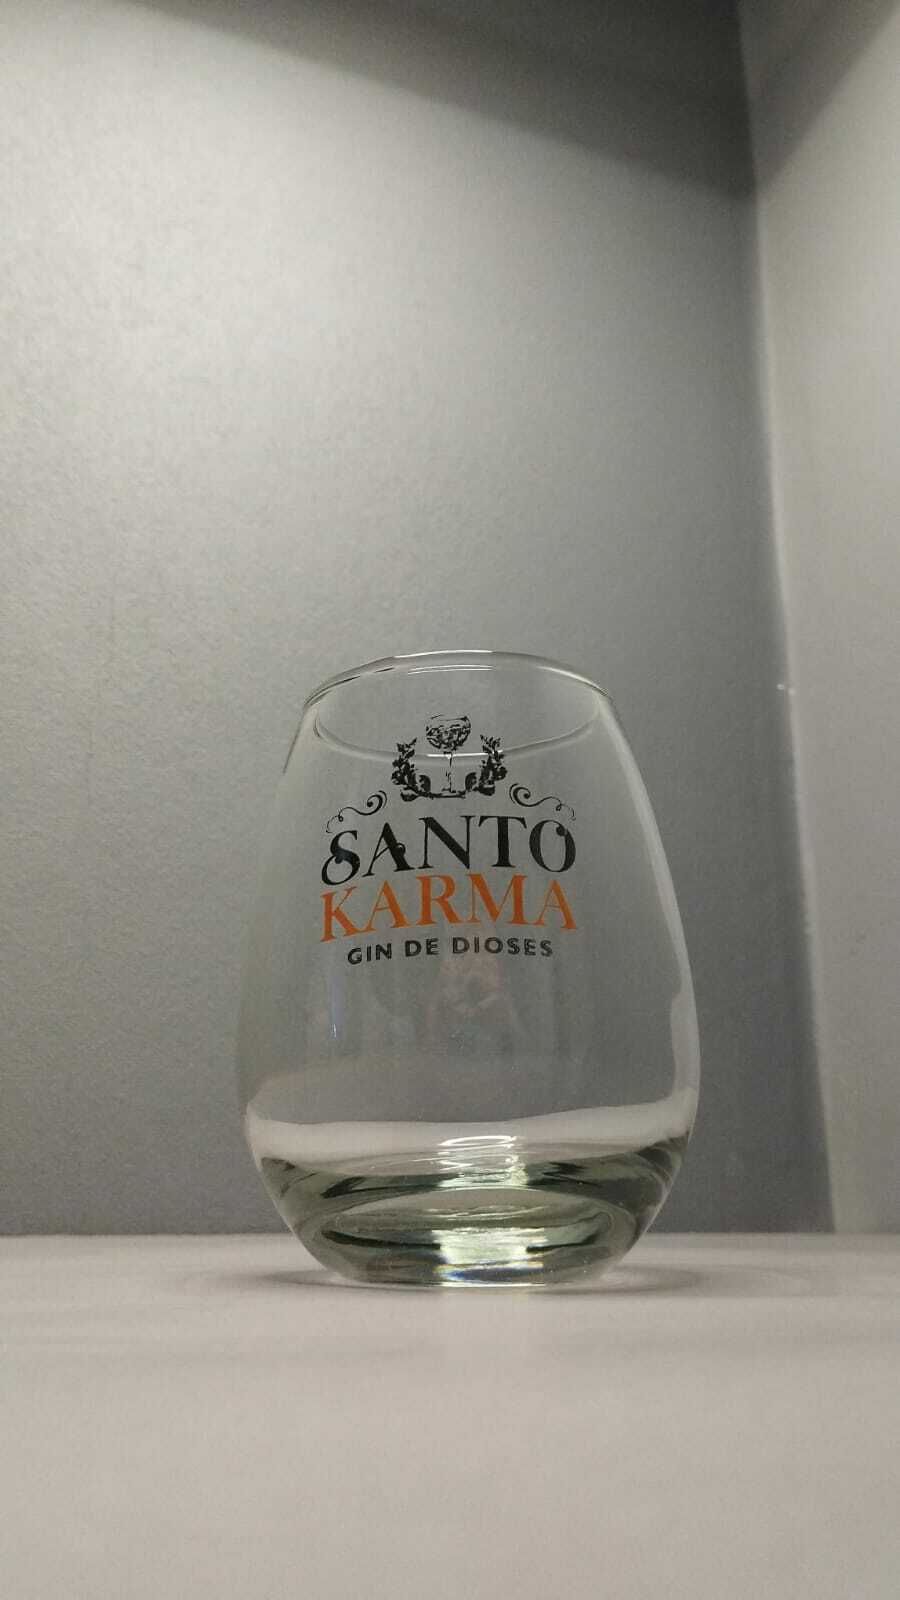 SANTO
KARMA
GIN DE DIOSES